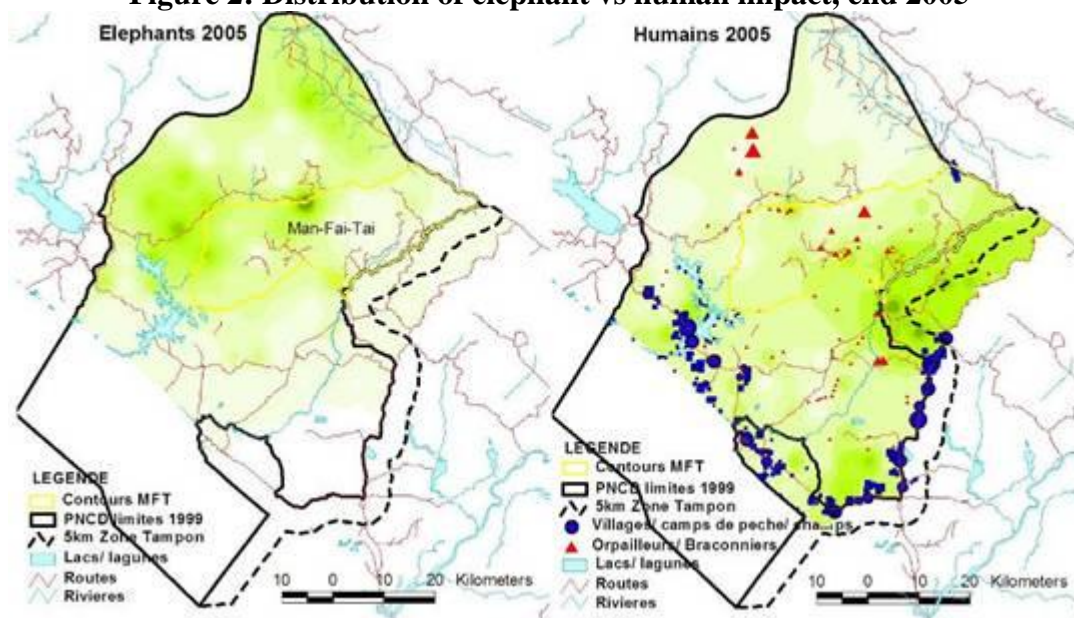 Figure 2: Distribution of elephant vs human impact, end 2005
Elephants 2005
Man-Fai-Tai
LEGENDE
Contours MFT
PNCD limites 1999
5km Zone Tampon
Lacs/ lagunes
Routes
Rivieres
10 0 10 20 Kilometers
Humains 2005
LEGENDE
Contours MFT
PNCD limites 1999
5km Zone Tampon
Villages/ camps de peche/ champs
Orpailleurs/ Braconniers
Lacs/ lagunes
Routes
Rivieres
10 0 10 20 Kilometers